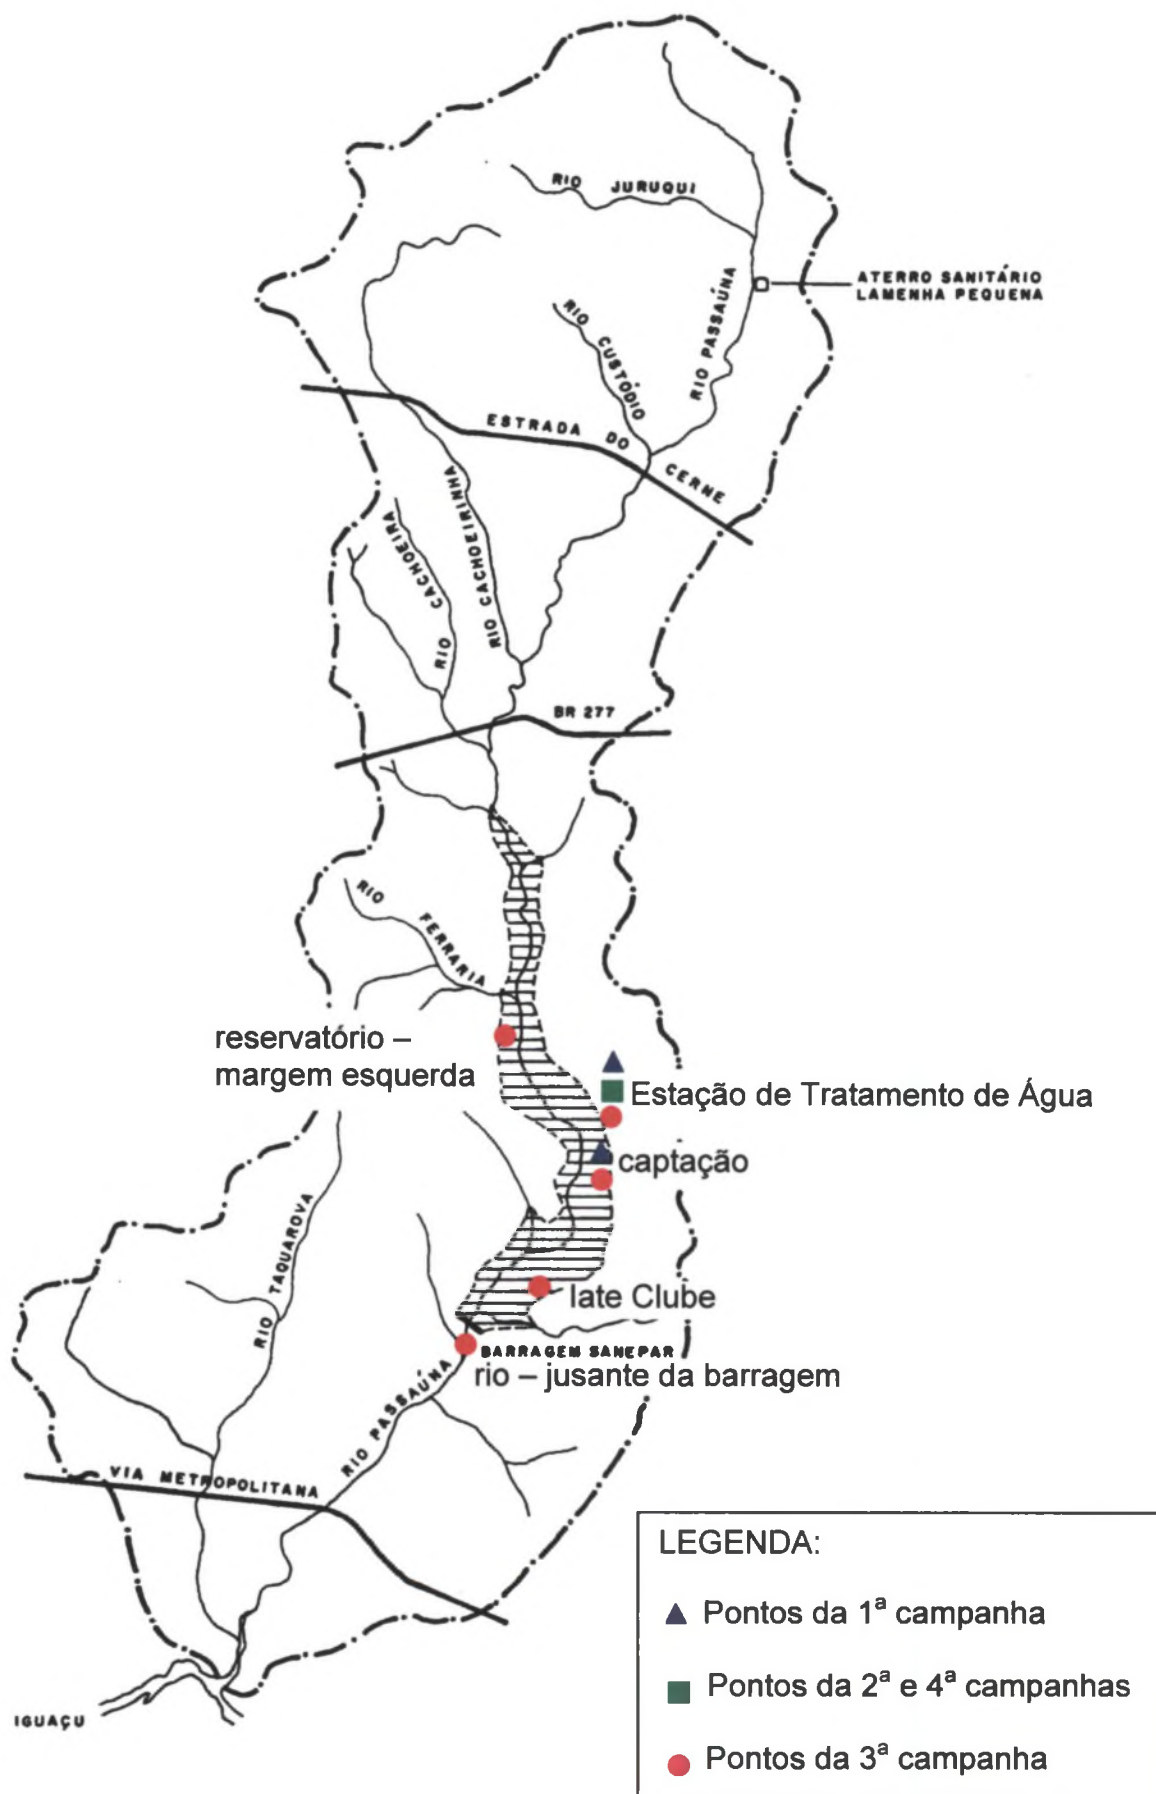 RIO JURUQUI
ATERRO SANITÁRIO
LAMENHA PEQUENA
RIO PASSAÚNA
RIO CUSTÓDIO
ESTRADA DO CERNE
RIO CACHOEIRINHA
RIO CACHOEIRA
BR 277
RIO FERRARIA
reservatório –
margem esquerda
Estação de Tratamento de Água
captação
RIO TAQUAROVA
Iate Clube
BARRAGEM SANEPAR
rio – jusante da barragem
RIO PASSAÚNA
VIA METROPOLITANA
IGUAÇU
LEGENDA:
Pontos da 1ª campanha
Pontos da 2ª e 4ª campanhas
Pontos da 3ª campanha